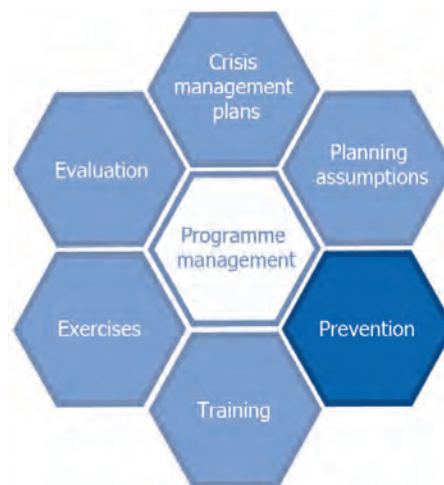 Crisis
management
plans
Planning
assumptions
Evaluation
Programme
management
Prevention
Exercises
Training